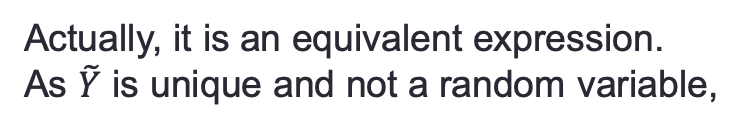 Actually, it is an equivalent expression.
As Ỹ is unique and not a random variable,